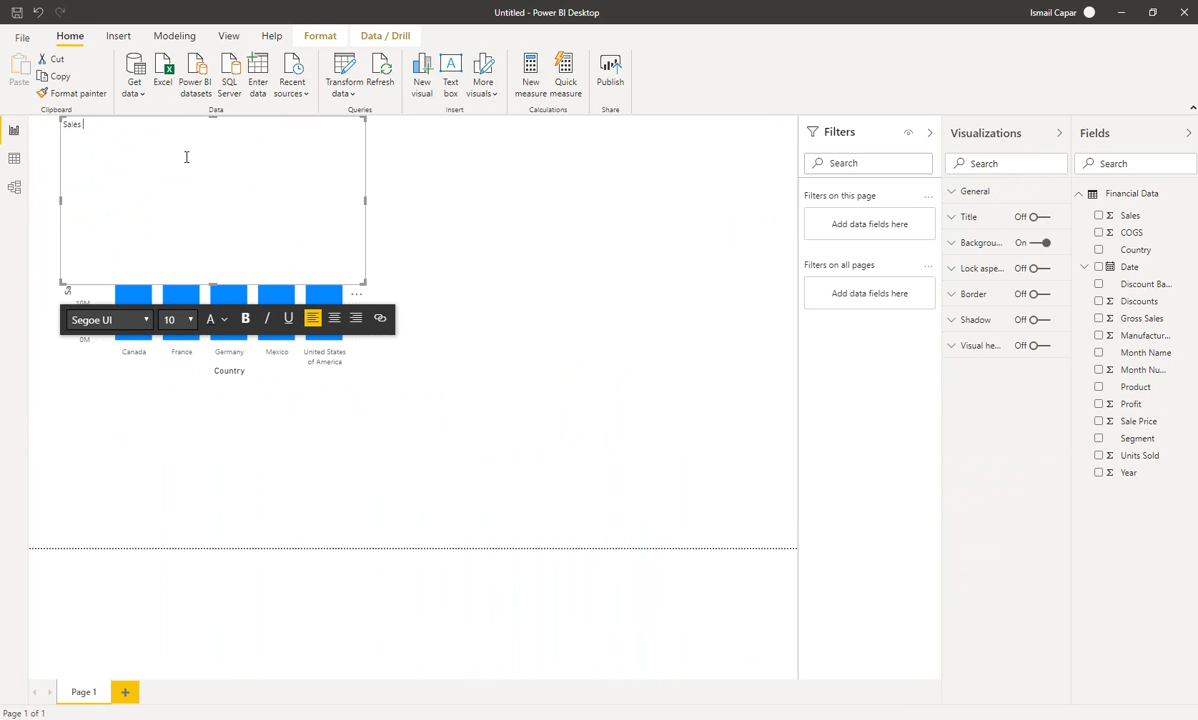 Untitled - Power BI Desktop
Ismail Capar
File
Home
Insert
Modeling
View
Help
Format
Data / Drill
Paste
Cut
Copy
Format painter
Clipboard
Get data
Excel
Power BI datasets
SQL Server
Enter data
Recent sources
Data
Transform data
Refresh
Queries
New visual
Text box
More visuals
Insert
New measure
Quick measure
Calculations
Publish
Share
Sales
Segoe UI
10
A
B
I
U
0M
Canada
France
Germany
Mexico
United States of America
Country
Filters
Search
Filters on this page
...
Add data fields here
Filters on all pages
...
Add data fields here
Visualizations
Search
General
Title Off
Backgrou... On
Lock aspe... Off
Border Off
Shadow Off
Visual he... Off
Fields
Search
Financial Data
Σ Sales
Σ COGS
Country
Date
Discount Ba...
Σ Discounts
Σ Gross Sales
Σ Manufactur...
Month Name
Σ Month Nu...
Product
Σ Profit
Σ Sale Price
Segment
Σ Units Sold
Σ Year
Page 1
Page 1 of 1